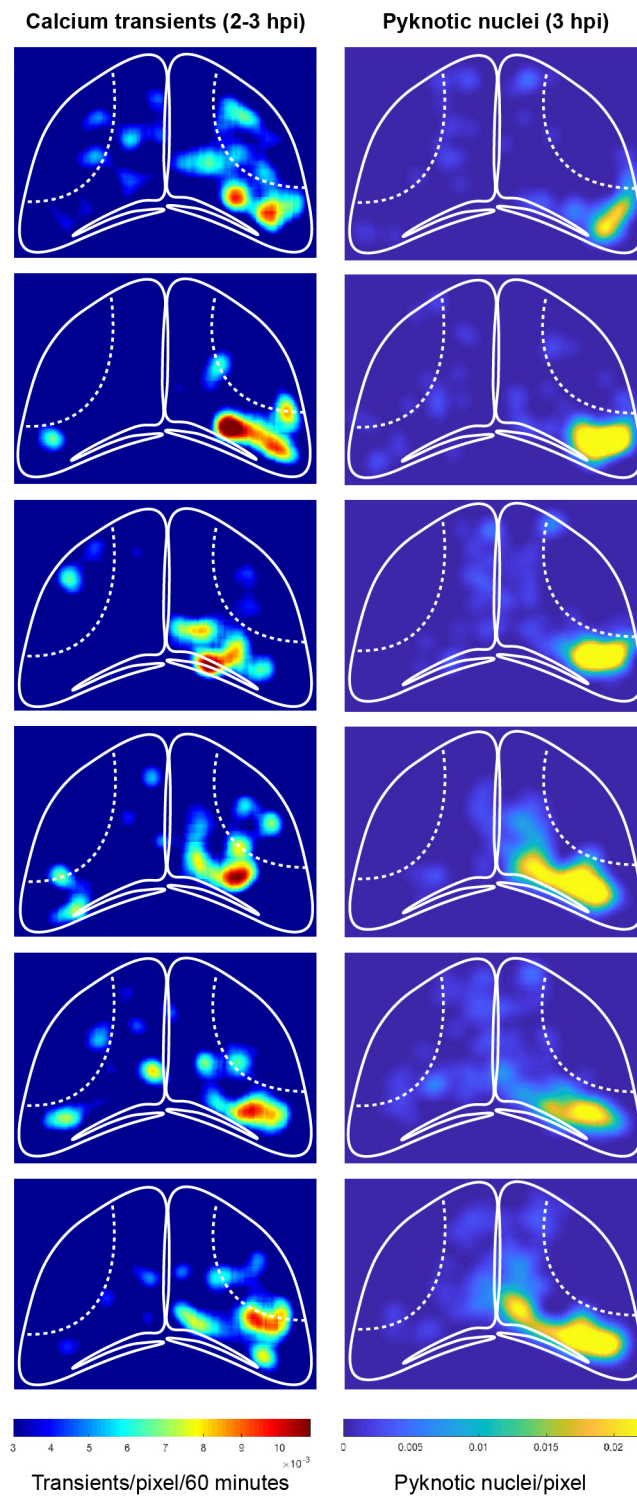 Calcium transients (2-3 hpi) Pyknotic nuclei (3 hpi)
3 4 5 6 7 8 9 10 0 0.005 0.01 0.015 0.02
×10⁻³
Transients/pixel/60 minutes Pyknotic nuclei/pixel